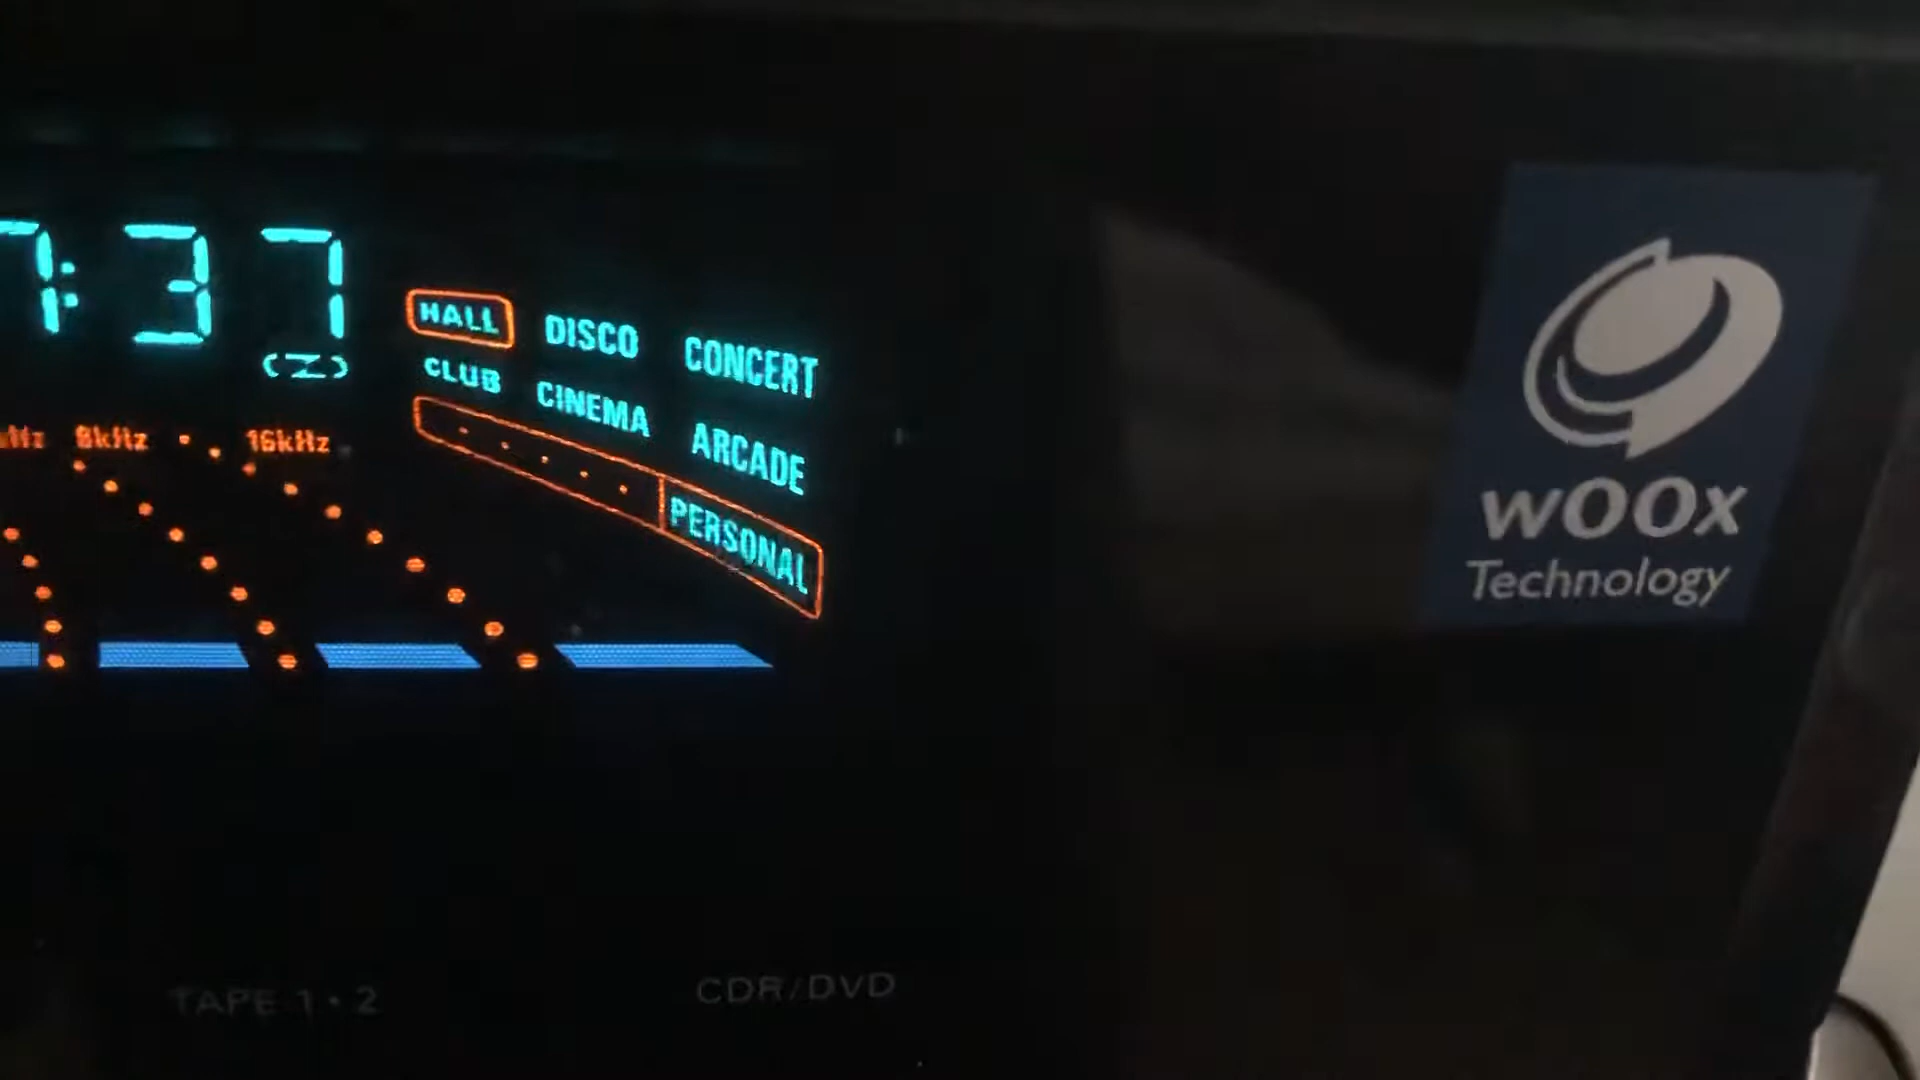 7:37
HALL DISCO CONCERT
CLUB CINEMA ARCADE
PERSONAL
8kHz 16kHz
wOOx
Technology
TAPE 1·2 CDR/DVD